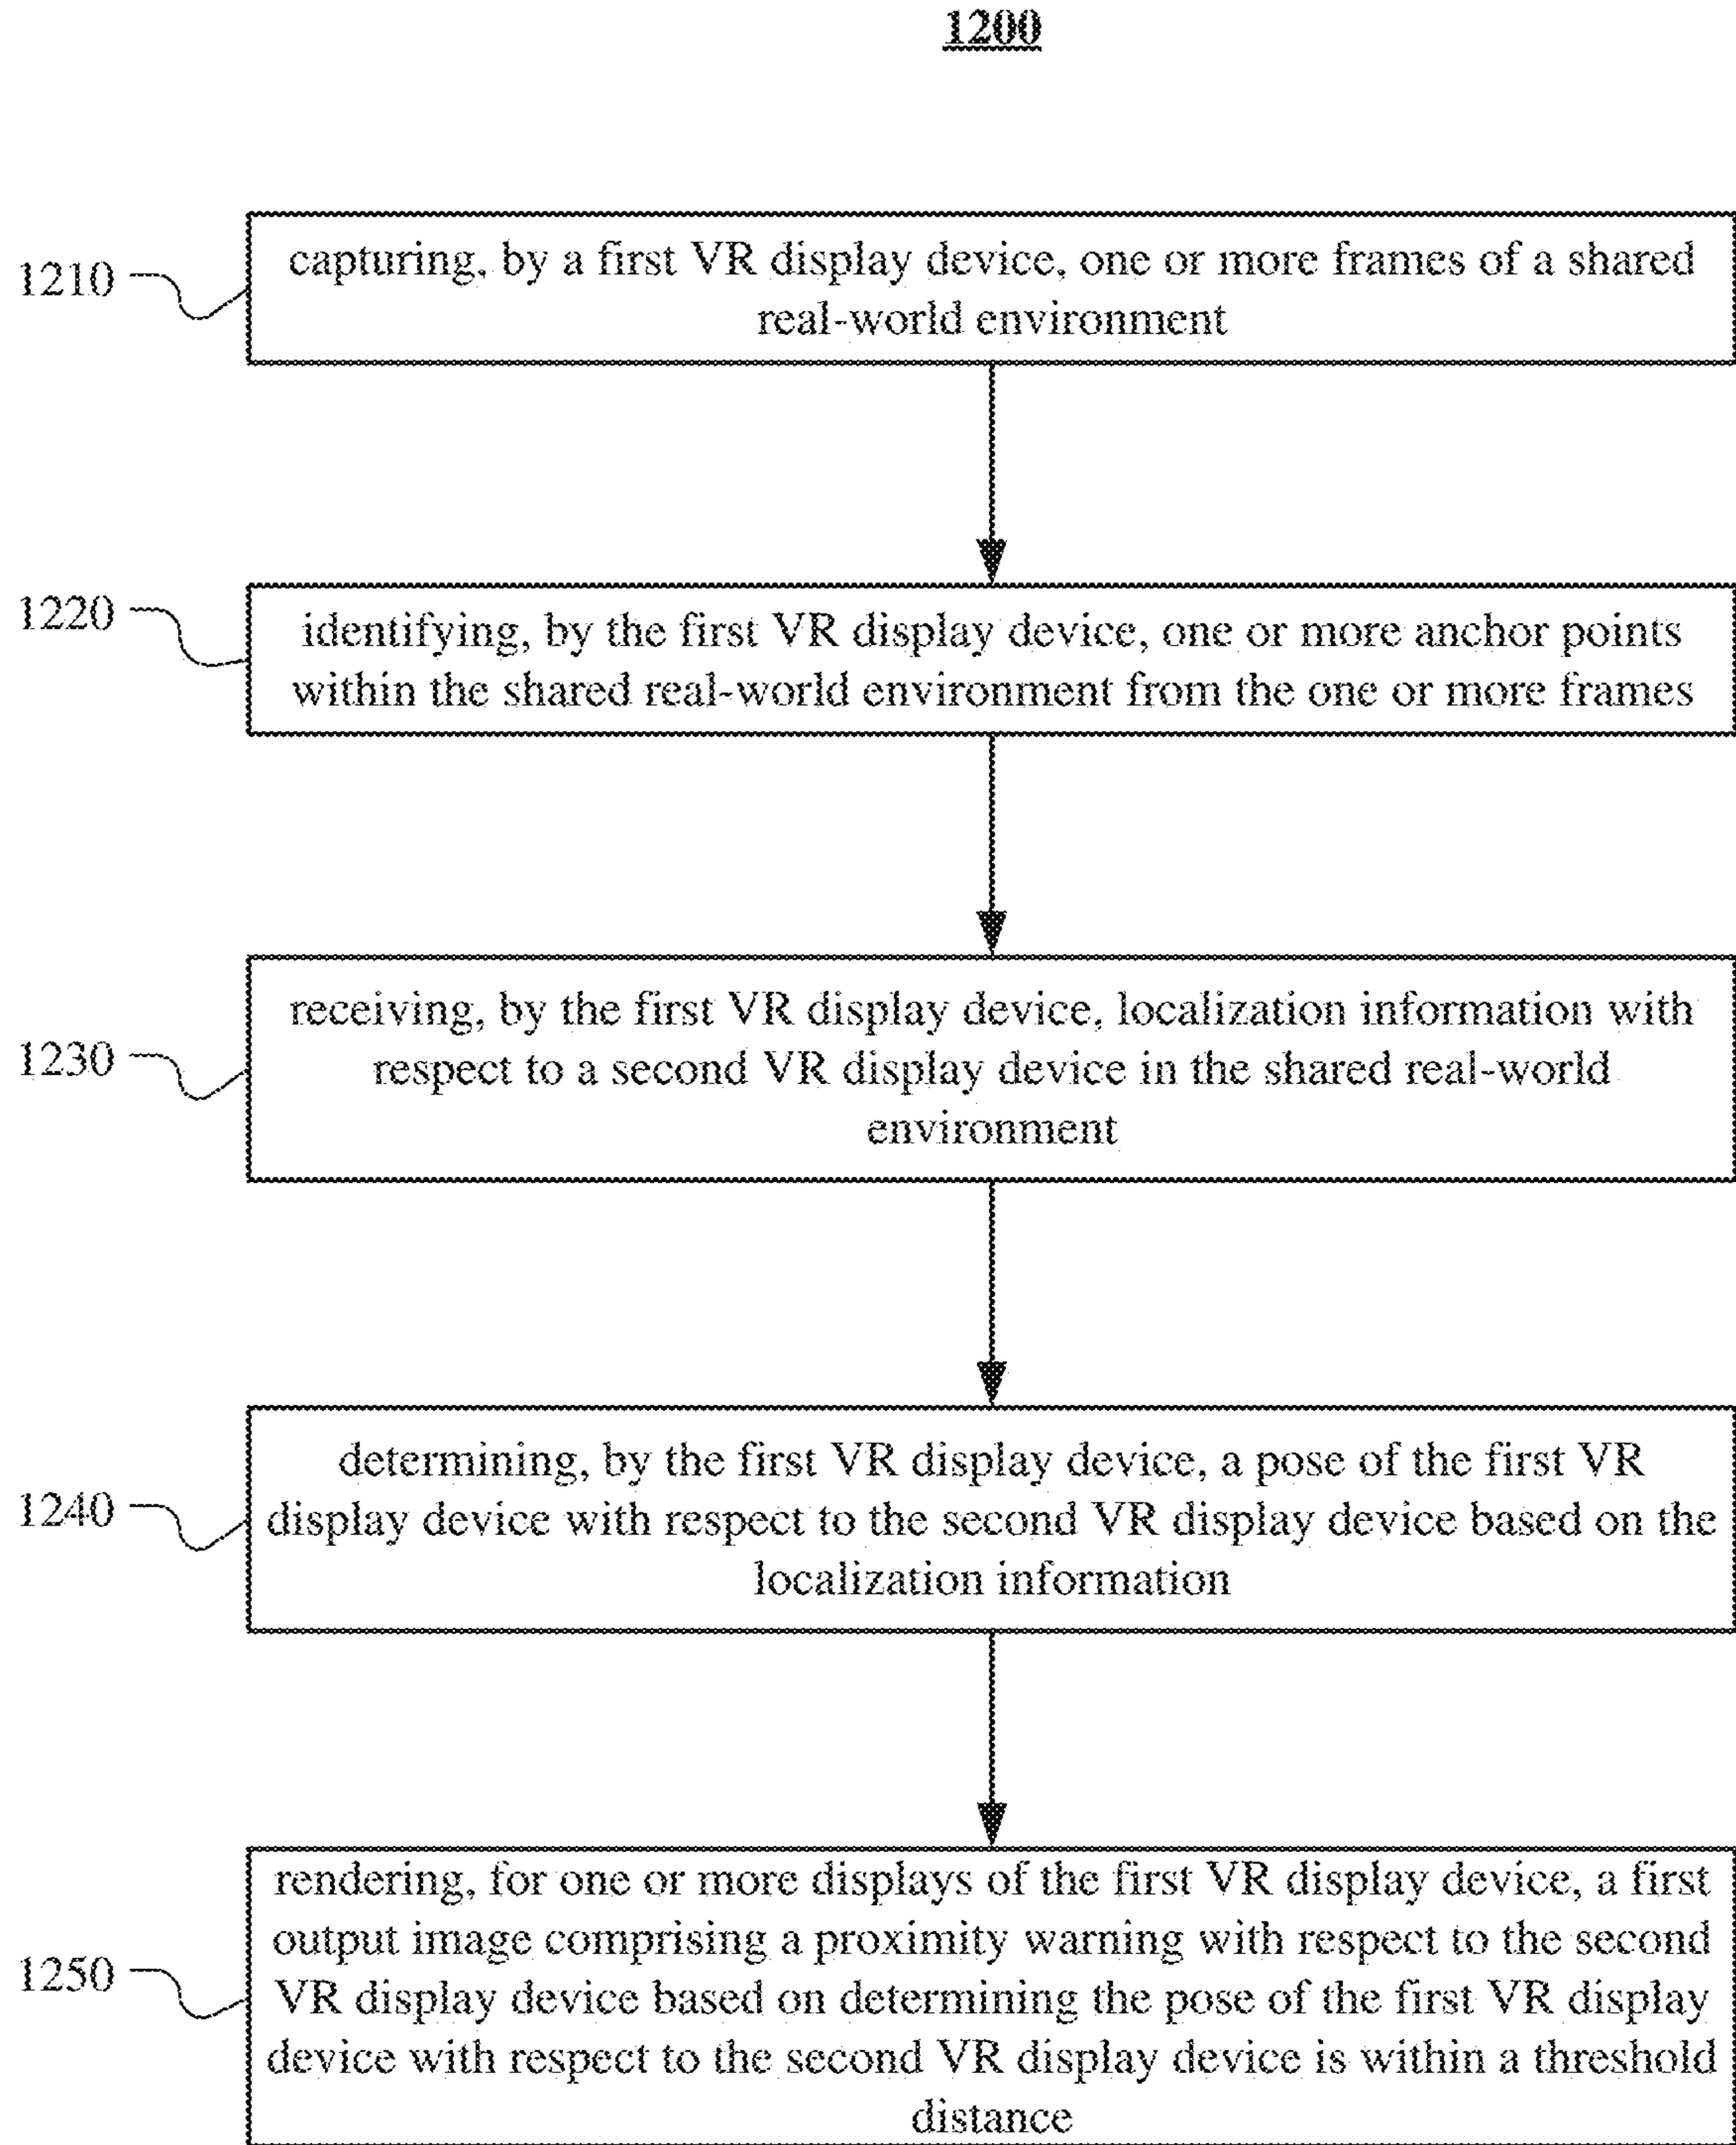 1200
1210
capturing, by a first VR display device, one or more frames of a shared
real-world environment
1220
identifying, by the first VR display device, one or more anchor points
within the shared real-world environment from the one or more frames
1230
receiving, by the first VR display device, localization information with
respect to a second VR display device in the shared real-world
environment
1240
determining, by the first VR display device, a pose of the first VR
display device with respect to the second VR display device based on the
localization information
1250
rendering, for one or more displays of the first VR display device, a first
output image comprising a proximity warning with respect to the second
VR display device based on determining the pose of the first VR display
device with respect to the second VR display device is within a threshold
distance